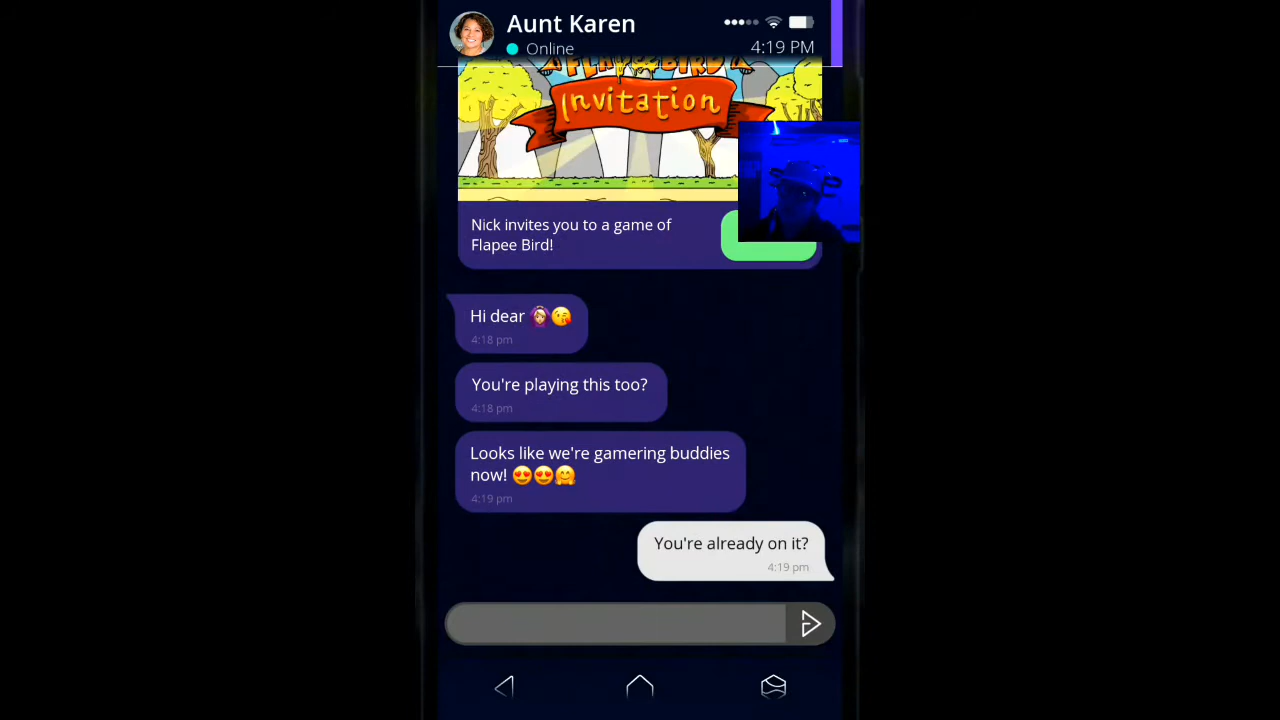 Aunt Karen
Online
4:19 PM
FLAPEE BIRD
Invitation
Nick invites you to a game of
Flapee Bird!
Hi dear 🙆🏼‍♀️😘
4:18 pm
You're playing this too?
4:18 pm
Looks like we're gamering buddies
now! 😍😍🤗
4:19 pm
You're already on it?
4:19 pm